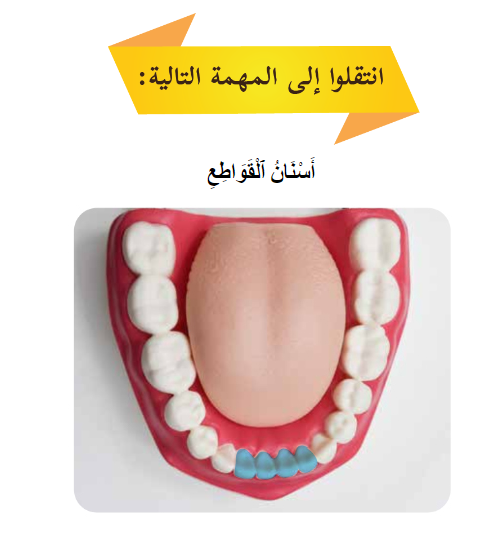 انتقلوا إلى المهمة التالية:
أَسْنَانُ ٱلْقَوَاطِعِ